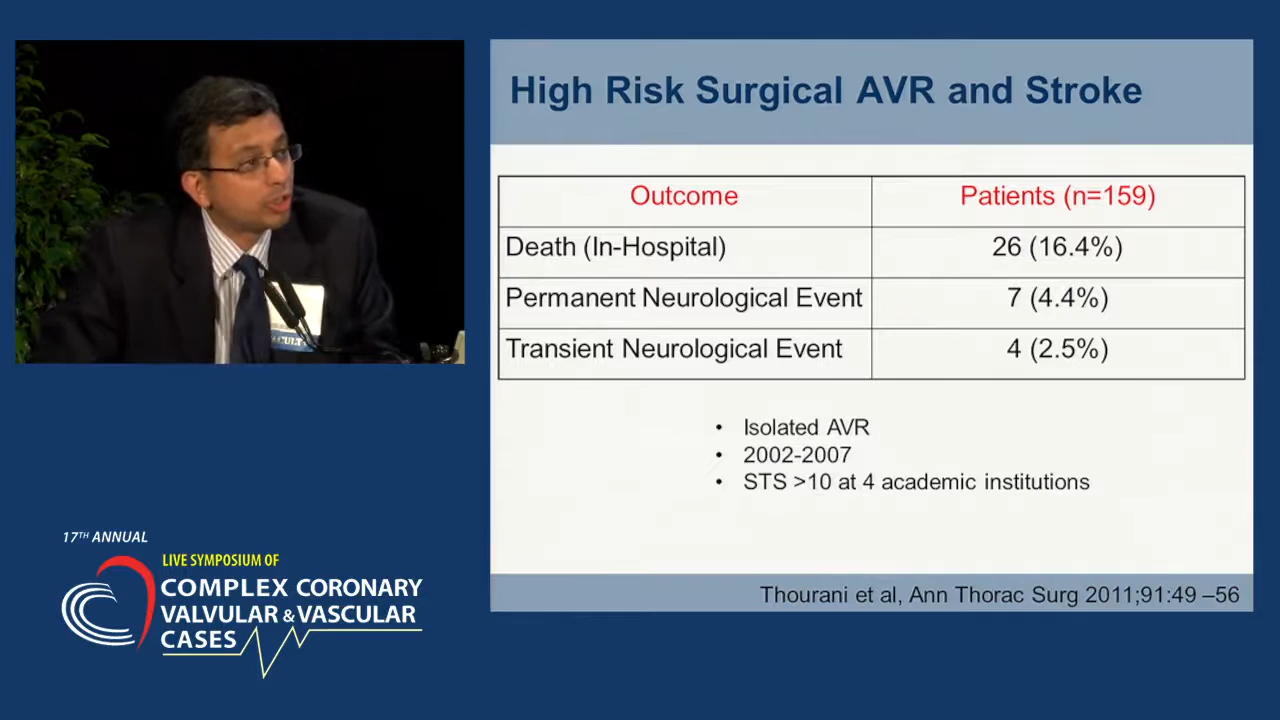 High Risk Surgical AVR and Stroke
Outcome Patients (n=159)
Death (In-Hospital) 26 (16.4%)
Permanent Neurological Event 7 (4.4%)
Transient Neurological Event 4 (2.5%)
• Isolated AVR
• 2002-2007
• STS >10 at 4 academic institutions
Thourani et al, Ann Thorac Surg 2011;91:49 –56
17TH ANNUAL
LIVE SYMPOSIUM OF
COMPLEX CORONARY
VALVULAR & VASCULAR
CASES